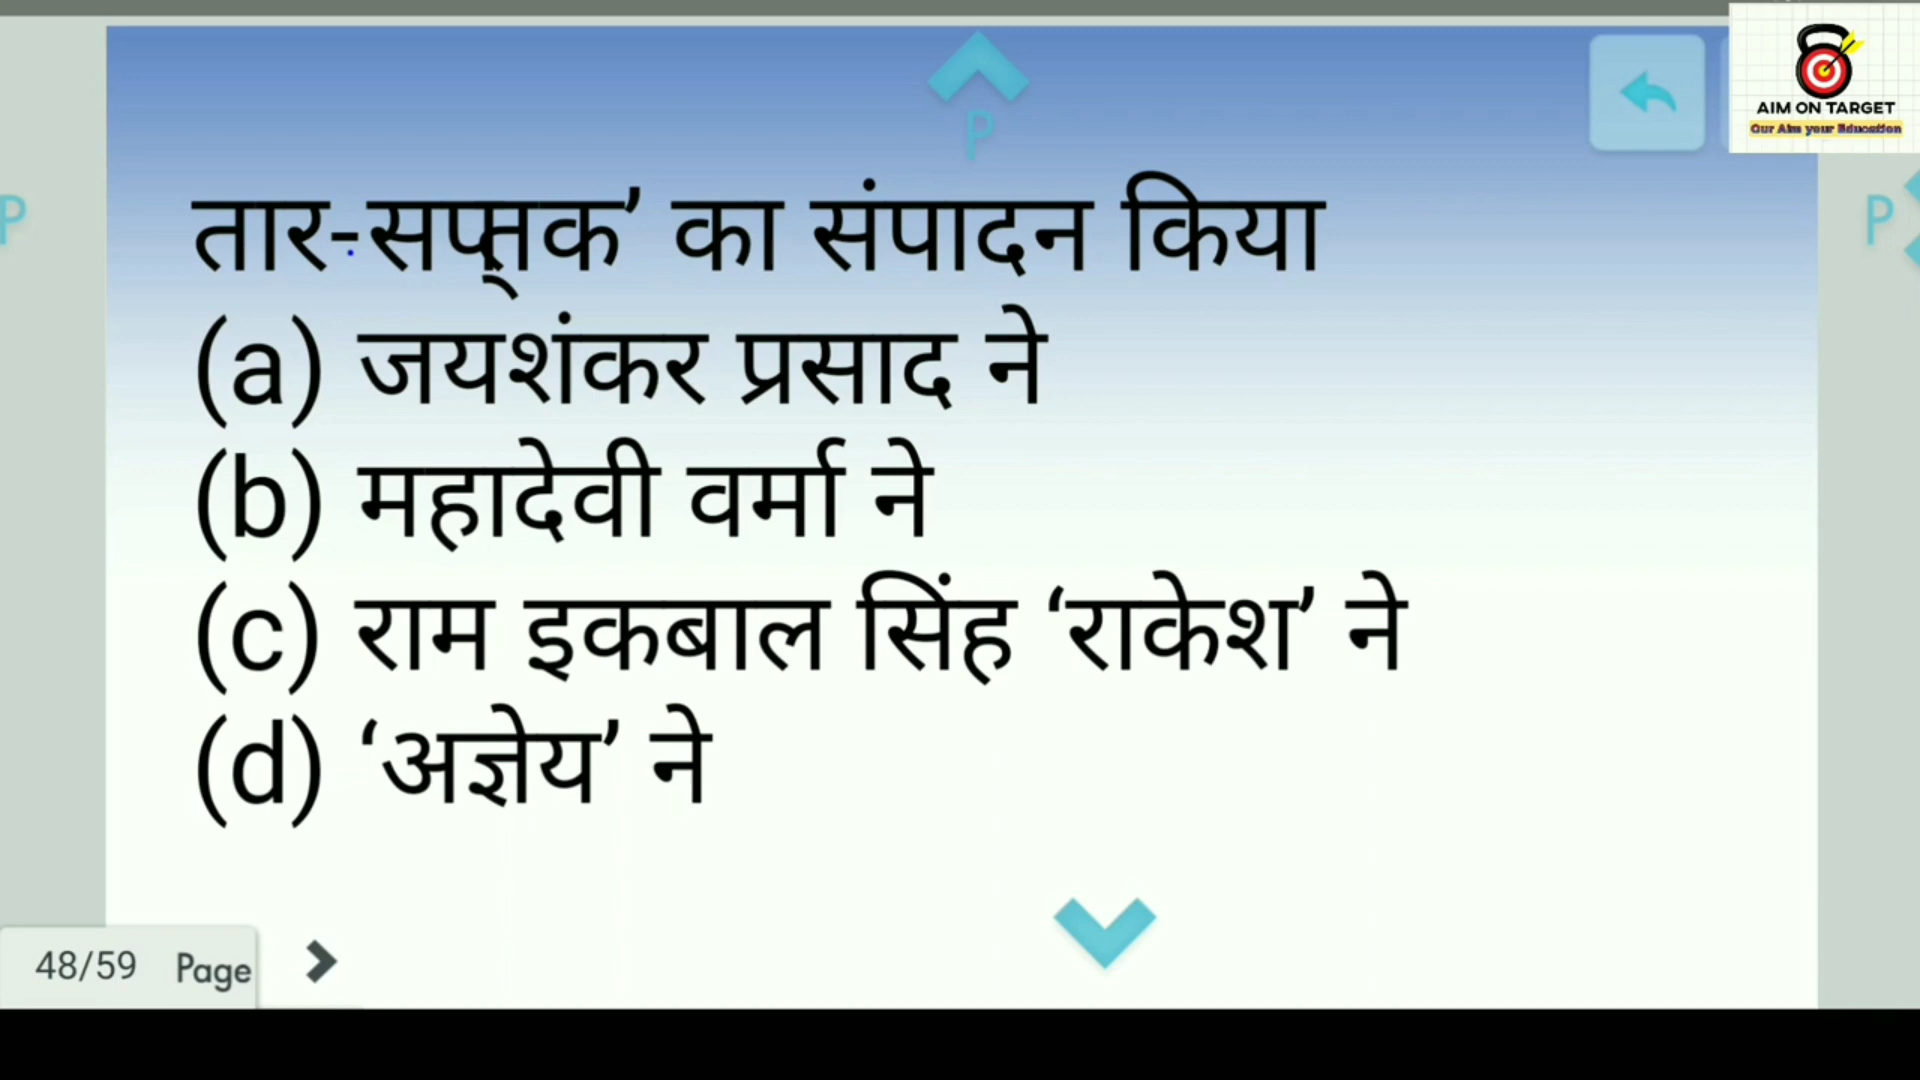 AIM ON TARGET
Our Aim your Education
P
P
P
तार-सप्तक’ का संपादन किया
(a) जयशंकर प्रसाद ने
(b) महादेवी वर्मा ने
(c) राम इकबाल सिंह ‘राकेश’ ने
(d) ‘अज्ञेय’ ने
48/59 Page